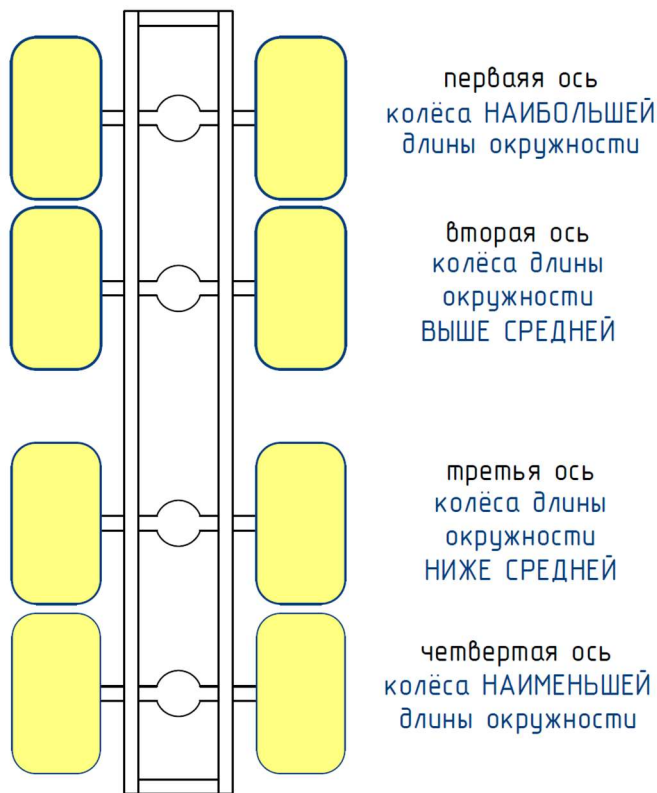 первая ось
колёса НАИБОЛЬШЕЙ
длины окружности
вторая ось
колёса длины
окружности
ВЫШЕ СРЕДНЕЙ
третья ось
колёса длины
окружности
НИЖЕ СРЕДНЕЙ
четвертая ось
колёса НАИМЕНЬШЕЙ
длины окружности